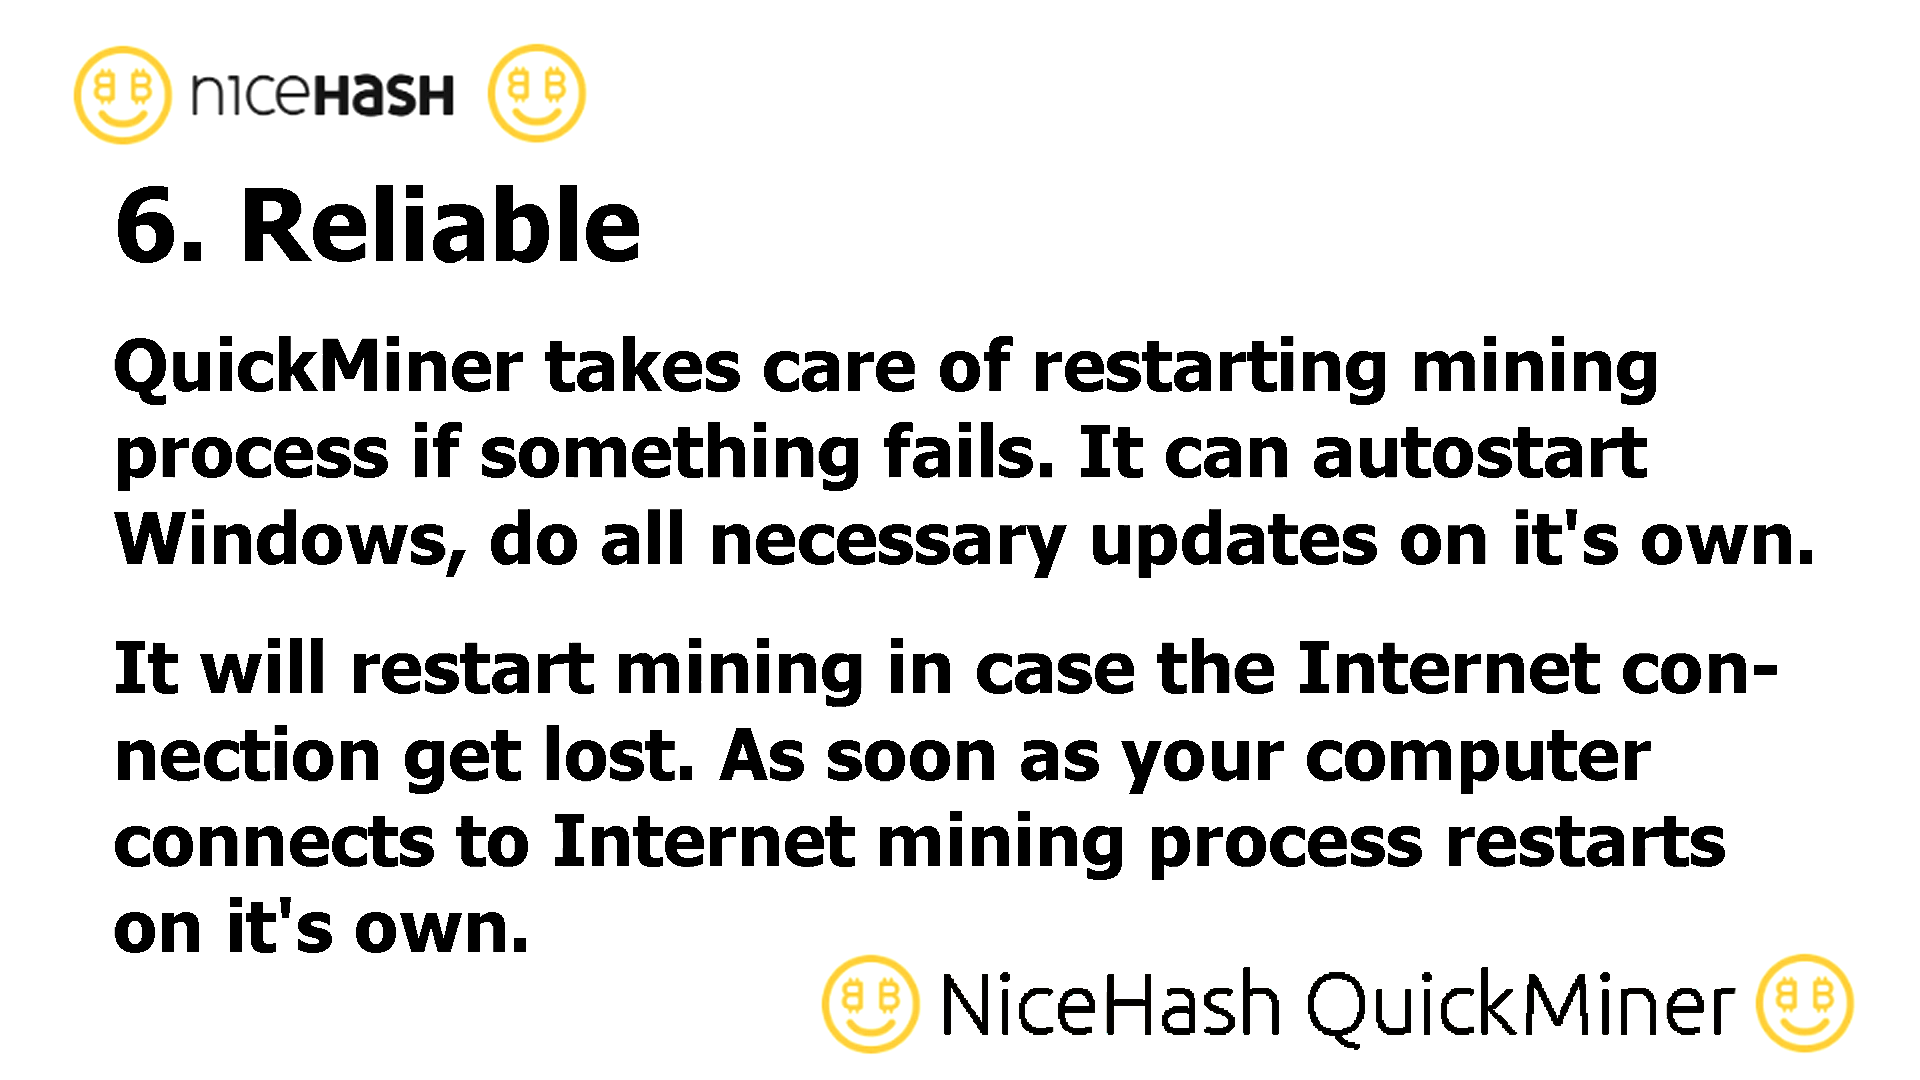 nıceHasH
6. Reliable
QuickMiner takes care of restarting mining
process if something fails. It can autostart
Windows, do all necessary updates on it's own.
It will restart mining in case the Internet con-
nection get lost. As soon as your computer
connects to Internet mining process restarts
on it's own.
NiceHash QuickMiner